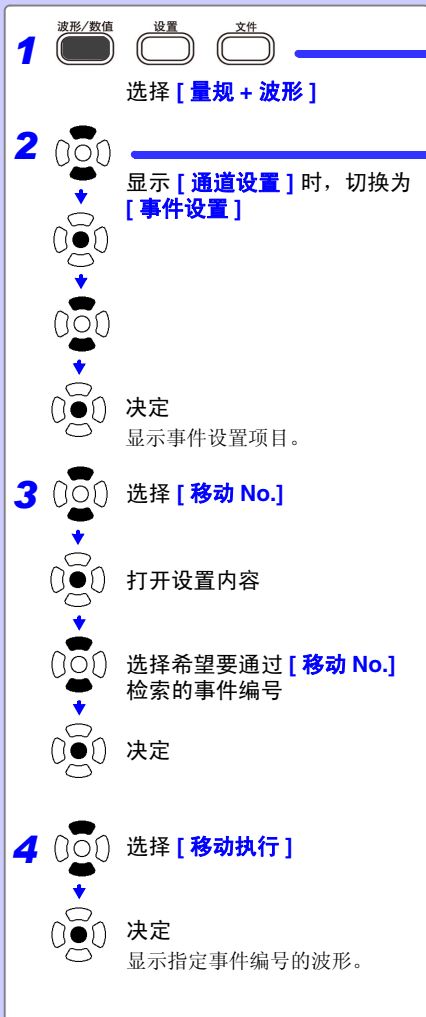 波形/数值 设置 文件
1
选择 [ 量规 + 波形 ]
2
显示 [ 通道设置 ] 时，切换为
[ 事件设置 ]
决定
显示事件设置项目。
3 选择 [ 移动 No.]
打开设置内容
选择希望要通过 [ 移动 No.]
检索的事件编号
决定
4 选择 [ 移动执行 ]
决定
显示指定事件编号的波形。